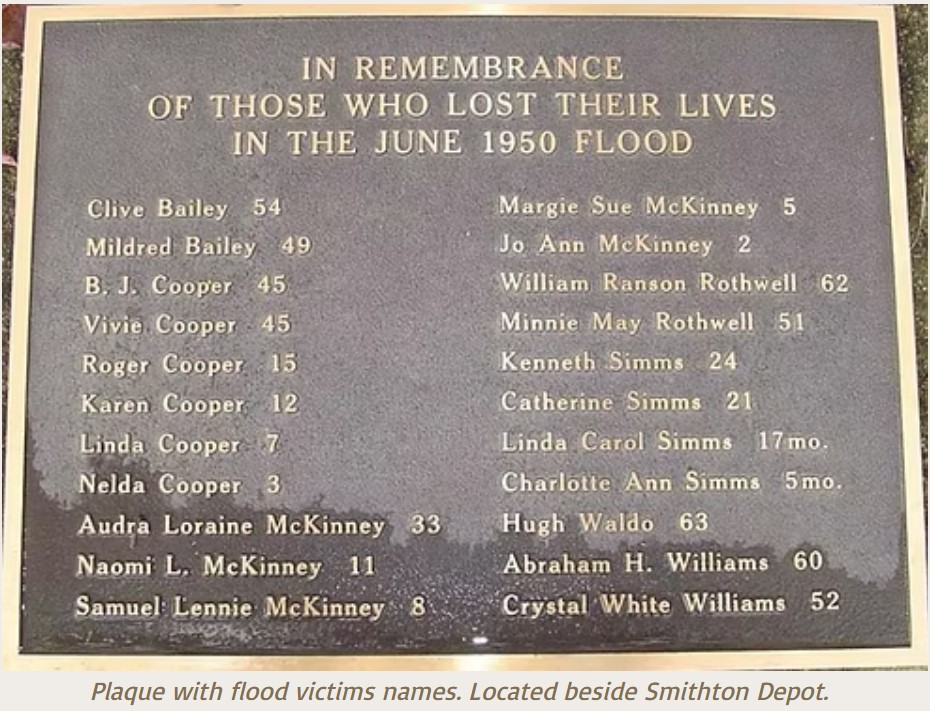 IN REMEMBRANCE
OF THOSE WHO LOST THEIR LIVES
IN THE JUNE 1950 FLOOD
Clive Bailey 54
Mildred Bailey 49
B. J. Cooper 45
Vivie Cooper 45
Roger Cooper 15
Karen Cooper 12
Linda Cooper 7
Nelda Cooper 3
Audra Loraine McKinney 33
Naomi L. McKinney 11
Samuel Lennie McKinney 8
Margie Sue McKinney 5
Jo Ann McKinney 2
William Ranson Rothwell 62
Minnie May Rothwell 51
Kenneth Simms 24
Catherine Simms 21
Linda Carol Simms 17mo.
Charlotte Ann Simms 5mo.
Hugh Waldo 63
Abraham H. Williams 60
Crystal White Williams 52
Plaque with flood victims names. Located beside Smithton Depot.